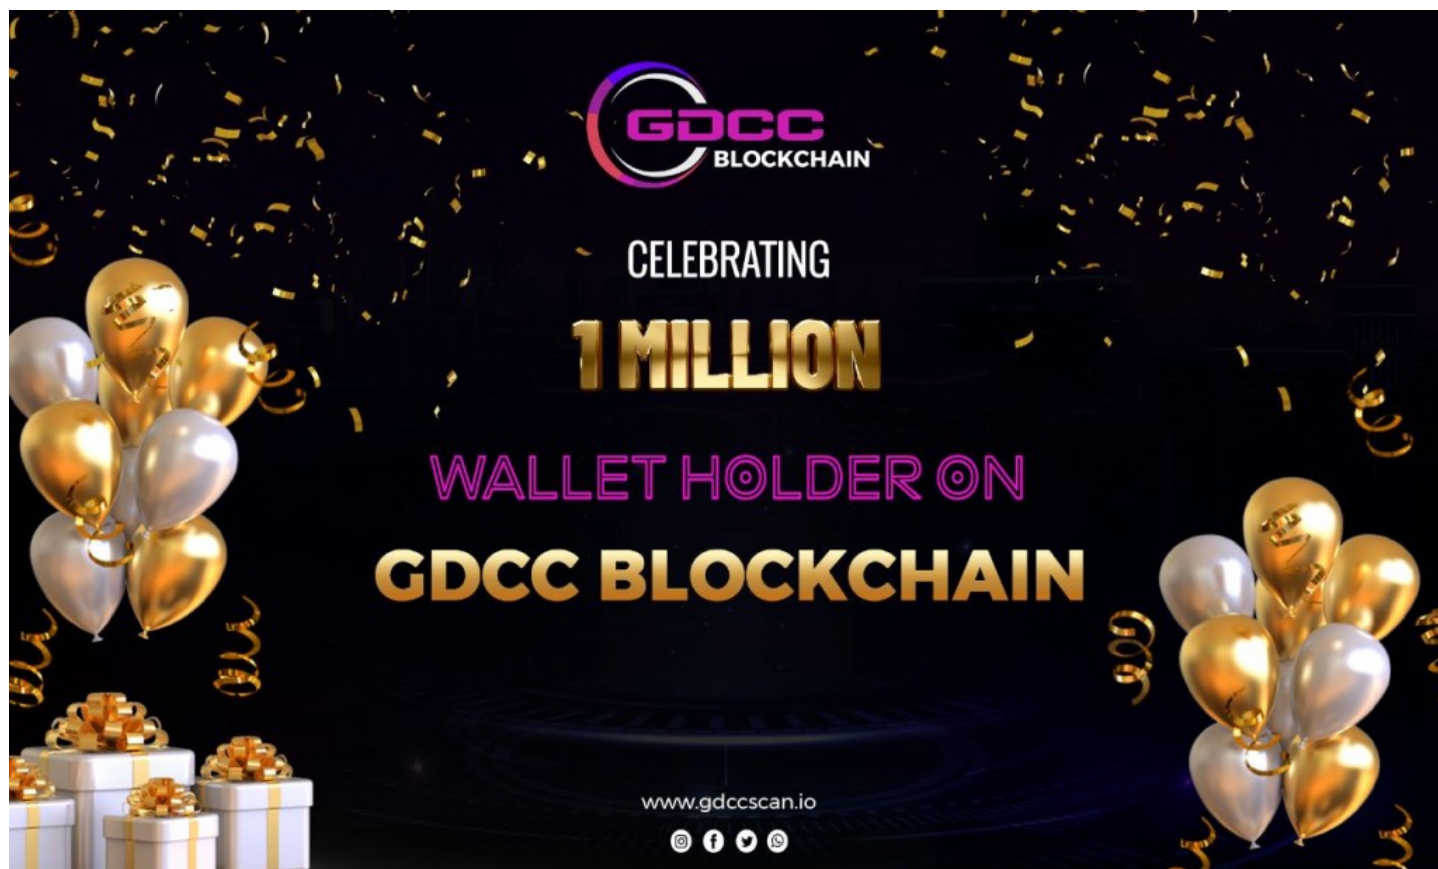 GDCC
BLOCKCHAIN
CELEBRATING
1 MILLION
WALLET HOLDER ON
GDCC BLOCKCHAIN
www.gdccscan.io